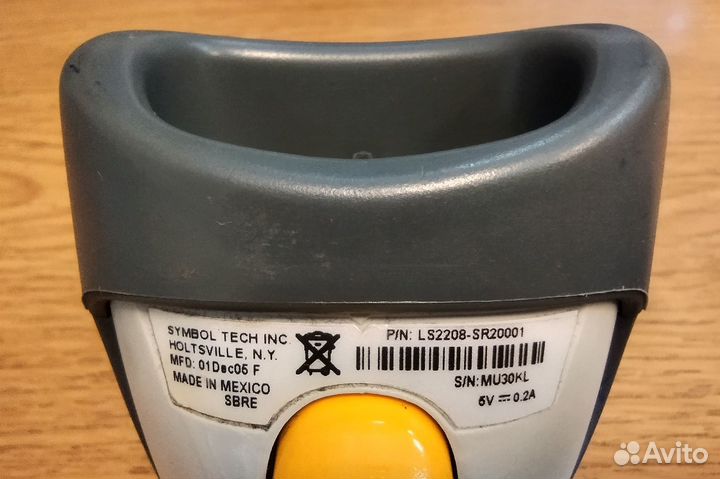 SYMBOL TECH INC
HOLTSVILLE, N.Y.
MFD: 01Dec05 F
MADE IN MEXICO
SBRE
P/N: LS2208-SR20001
S/N: MU30KL
5V ⎓ 0.2A
Avito